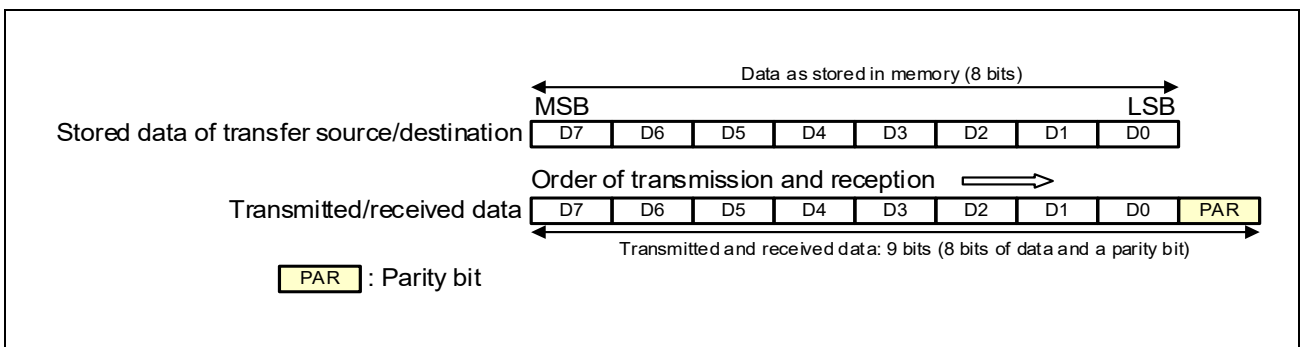 Data as stored in memory (8 bits)
MSB LSB
Stored data of transfer source/destination D7 D6 D5 D4 D3 D2 D1 D0
Order of transmission and reception
Transmitted/received data D7 D6 D5 D4 D3 D2 D1 D0 PAR
Transmitted and received data: 9 bits (8 bits of data and a parity bit)
PAR : Parity bit